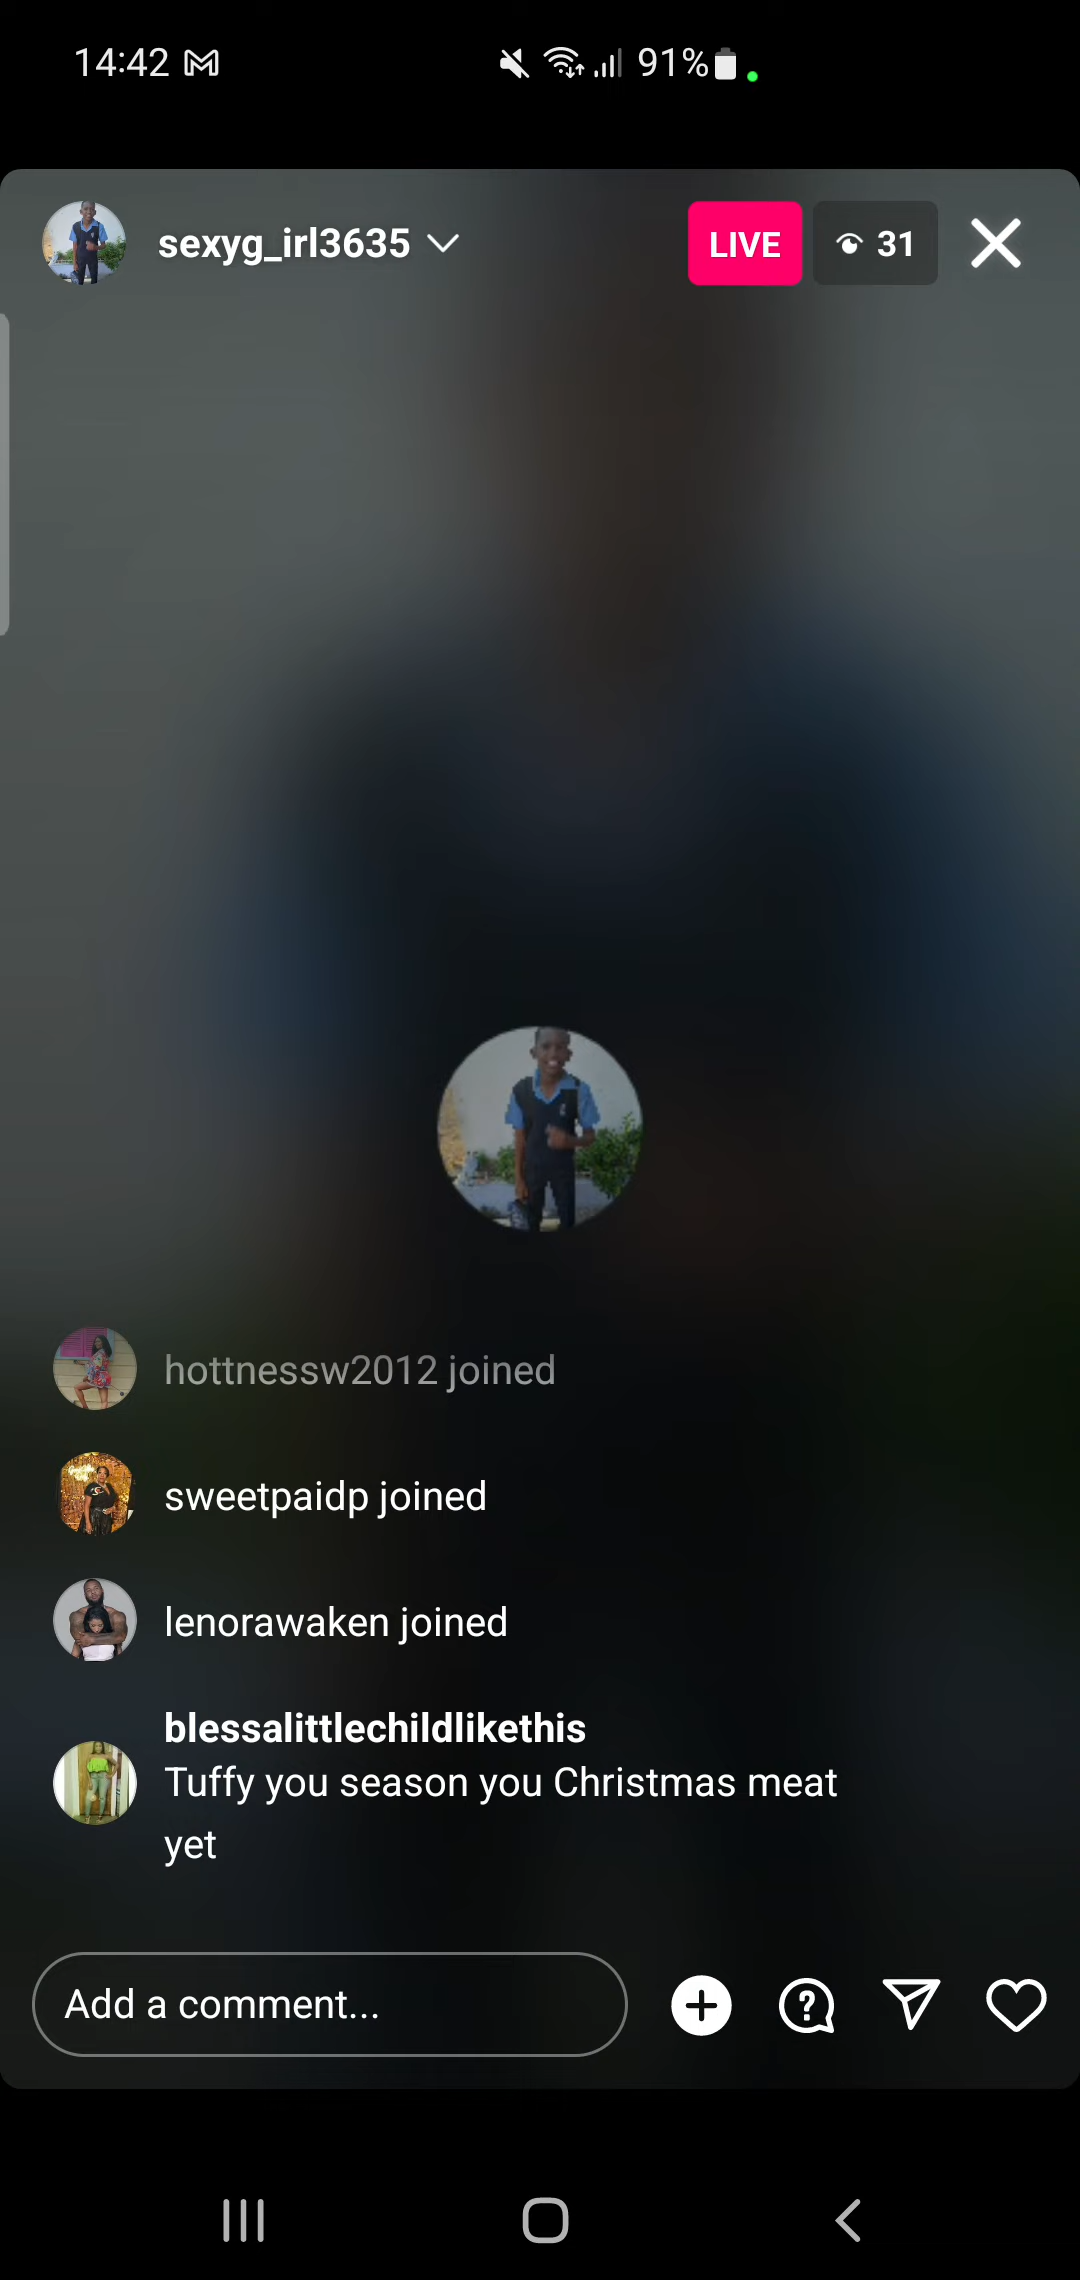 14:42 91%
sexyg_irl3635 LIVE 31
hottnessw2012 joined
sweetpaidp joined
lenorawaken joined
blessalittlechildlikethis
Tuffy you season you Christmas meat
yet
Add a comment...